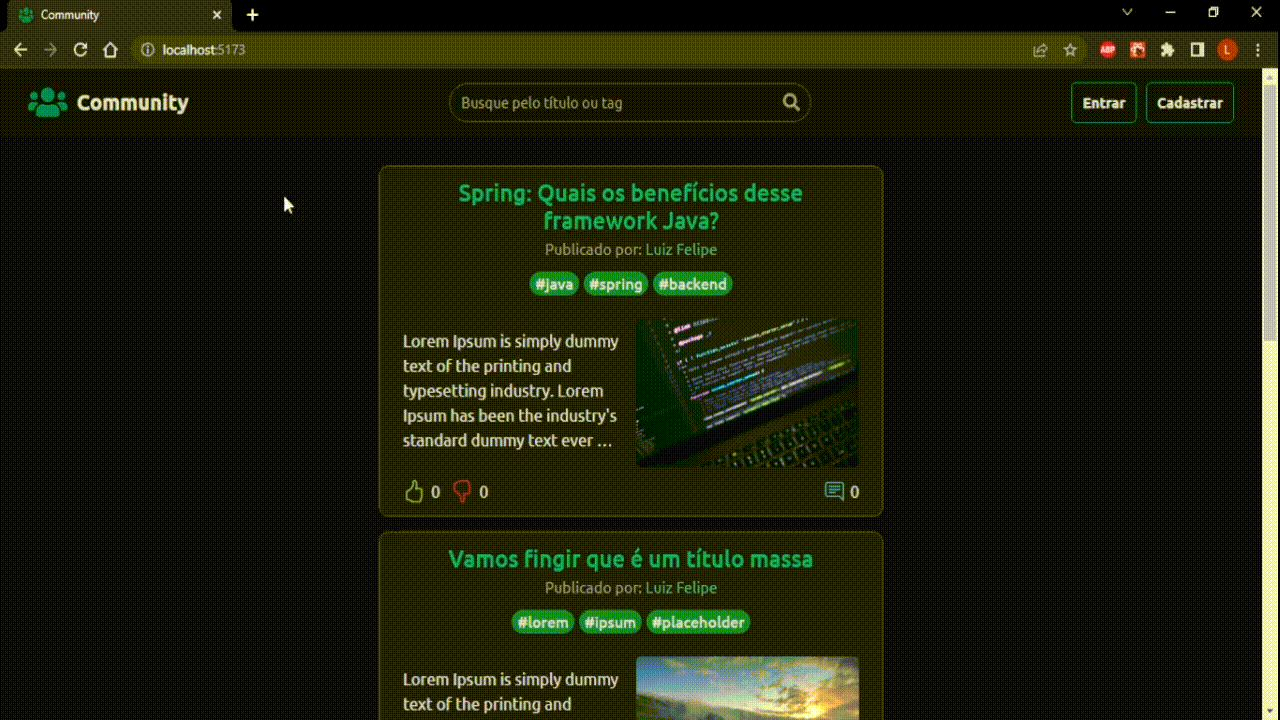 Community
localhost:5173
ABP
L
Community
Busque pelo título ou tag
Entrar
Cadastrar
Spring: Quais os benefícios desse
framework Java?
Publicado por: Luiz Felipe
#java #spring #backend
Lorem Ipsum is simply dummy
text of the printing and
typesetting industry. Lorem
Ipsum has been the industry's
standard dummy text ever ...
0 0 0
Vamos fingir que é um título massa
Publicado por: Luiz Felipe
#lorem #ipsum #placeholder
Lorem Ipsum is simply dummy
text of the printing and